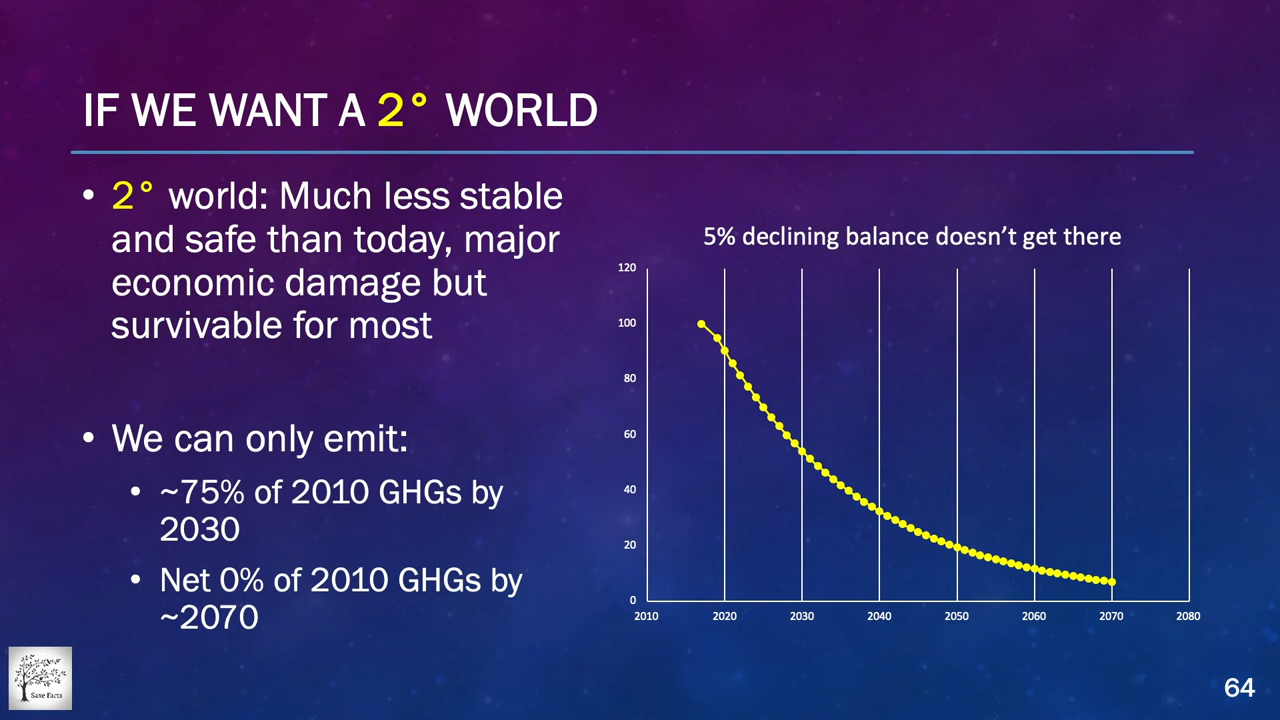 IF WE WANT A 2° WORLD
• 2° world: Much less stable
and safe than today, major
economic damage but
survivable for most
• We can only emit:
• ~75% of 2010 GHGs by
2030
• Net 0% of 2010 GHGs by
~2070
5% declining balance doesn’t get there
120
100
80
60
40
20
0
2010 2020 2030 2040 2050 2060 2070 2080
Saxe Facts
64